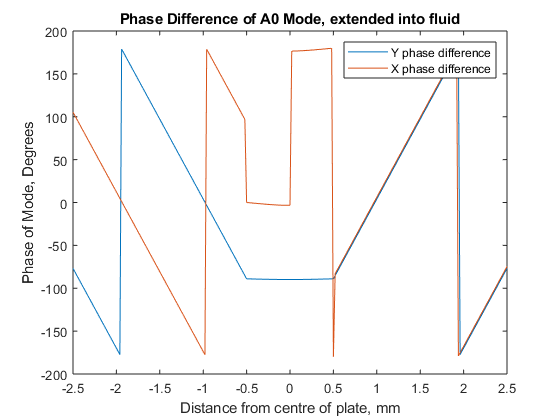 Phase Difference of A0 Mode, extended into fluid
200
150
100
50
0
-50
-100
-150
-200
Phase of Mode, Degrees
Y phase difference
X phase difference
-2.5 -2 -1.5 -1 -0.5 0 0.5 1 1.5 2 2.5
Distance from centre of plate, mm